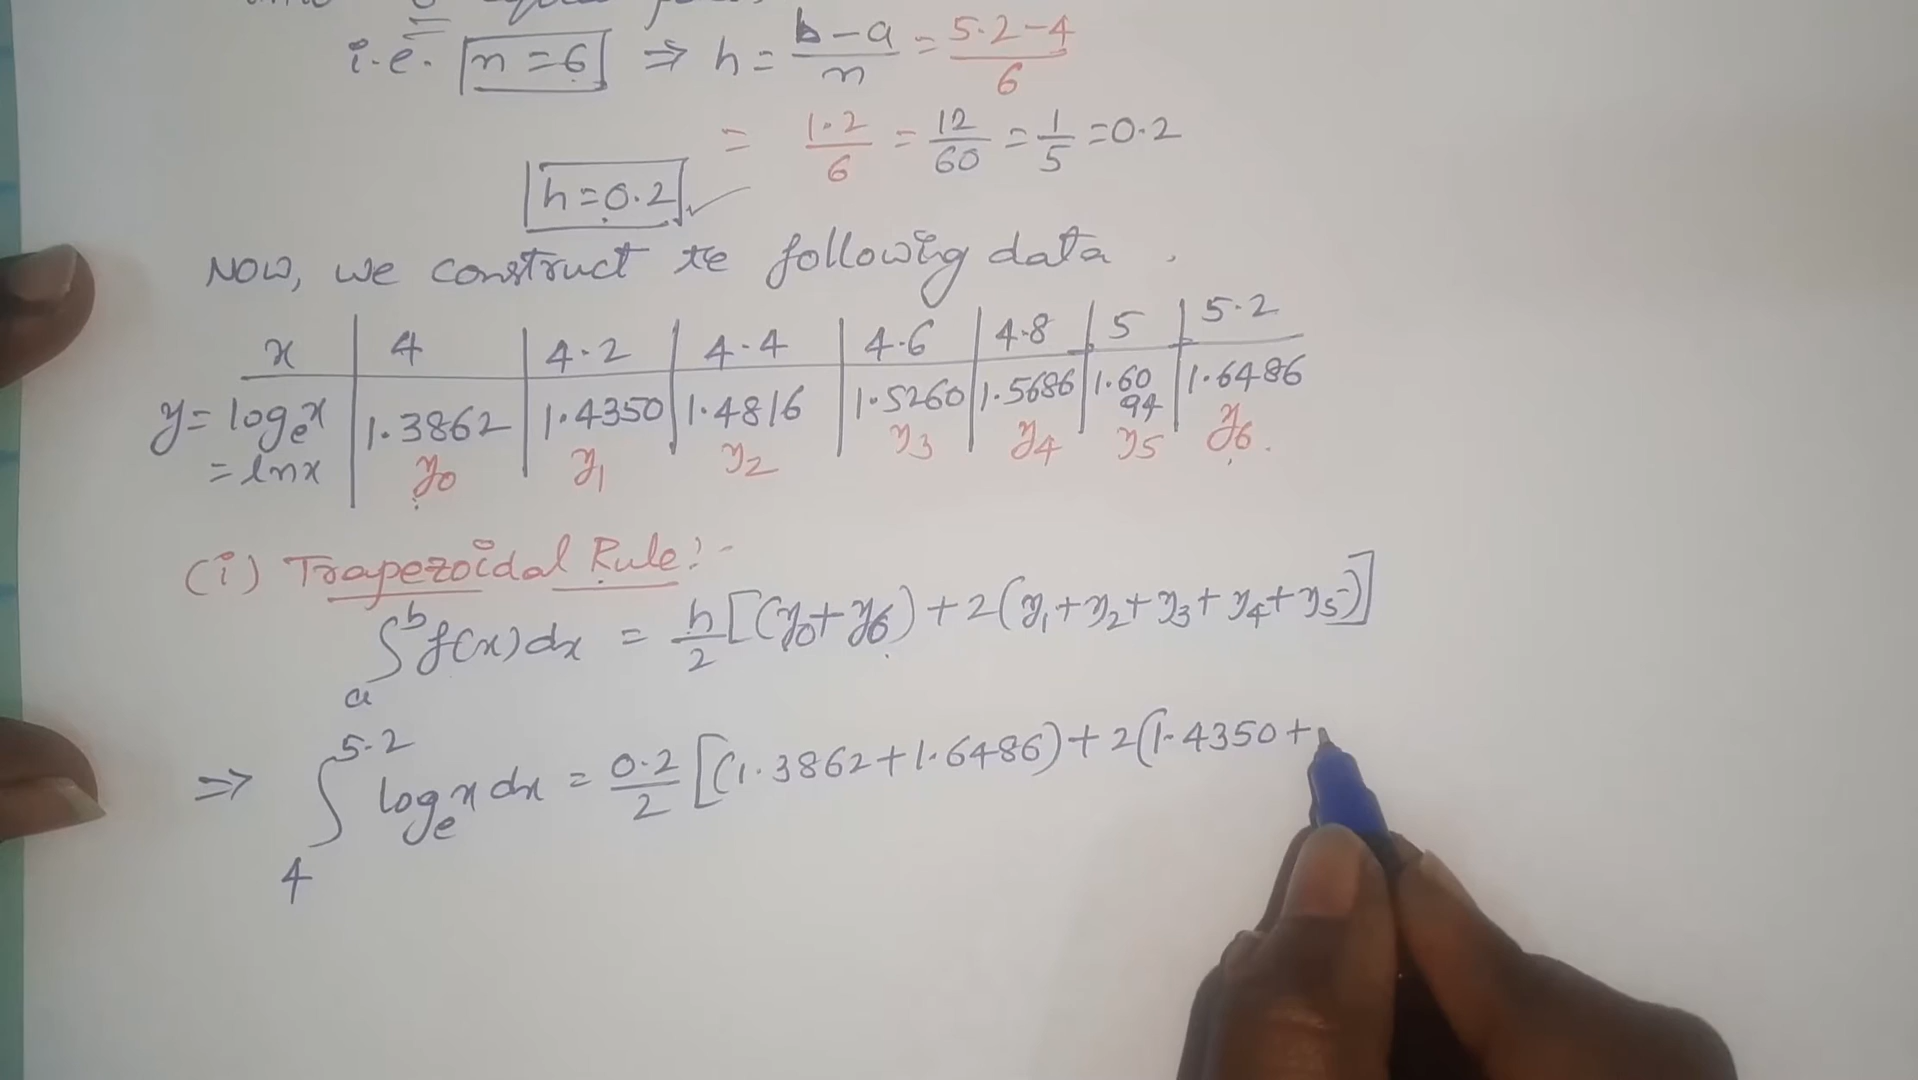 i.e. n=6 ⇒ h = b-a/n = 5.2-4/6
= 1.2/6 = 12/60 = 1/5 = 0.2
h=0.2
Now, we construct te following data.
x | 4 | 4.2 | 4.4 | 4.6 | 4.8 | 5 | 5.2
y = logₑx | 1.3862 | 1.4350 | 1.4816 | 1.5260 | 1.5686 | 1.6094 | 1.6486
= lnx | y₀ | y₁ | y₂ | y₃ | y₄ | y₅ | y₆.
(i) Trapezoidal Rule:-
∫ₐᵇ f(x)dx = h/2 [(y₀+y₆)+2(y₁+y₂+y₃+y₄+y₅)]
⇒ ∫₄^5.2 logₑx dx = 0.2/2 [(1.3862+1.6486)+2(1.4350+